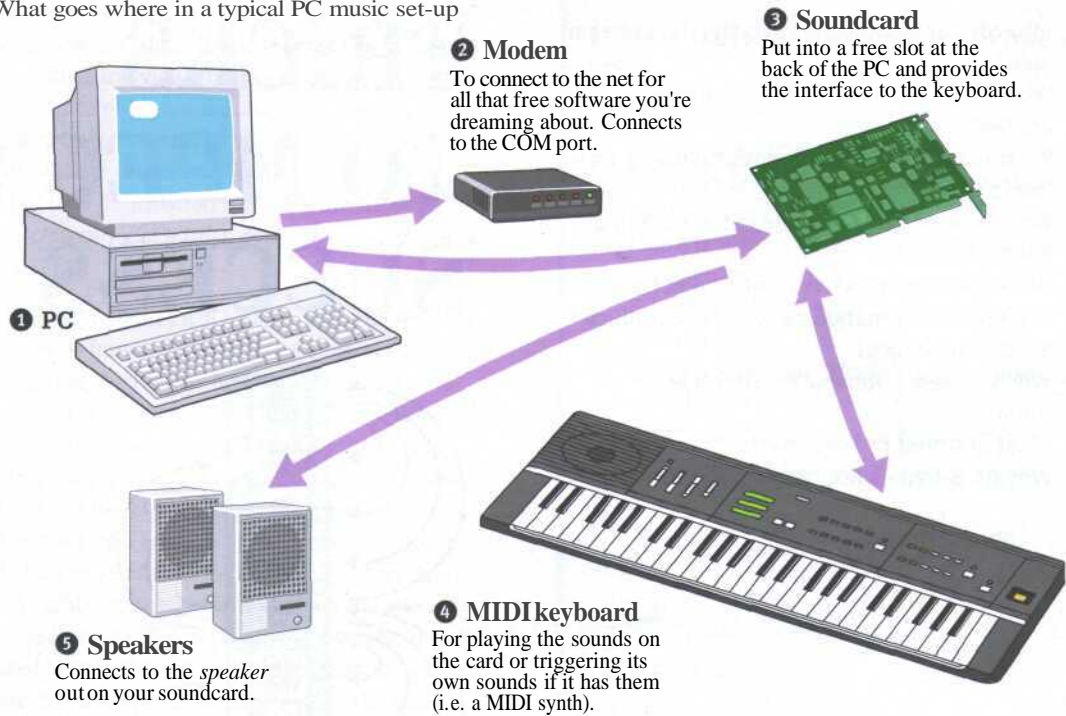 What goes where in a typical PC music set-up
❶ PC
❷ Modem
To connect to the net for
all that free software you're
dreaming about. Connects
to the COM port.
❸ Soundcard
Put into a free slot at the
back of the PC and provides
the interface to the keyboard.
❹ MIDI keyboard
For playing the sounds on
the card or triggering its
own sounds if it has them
(i.e. a MIDI synth).
❺ Speakers
Connects to the speaker
out on your soundcard.